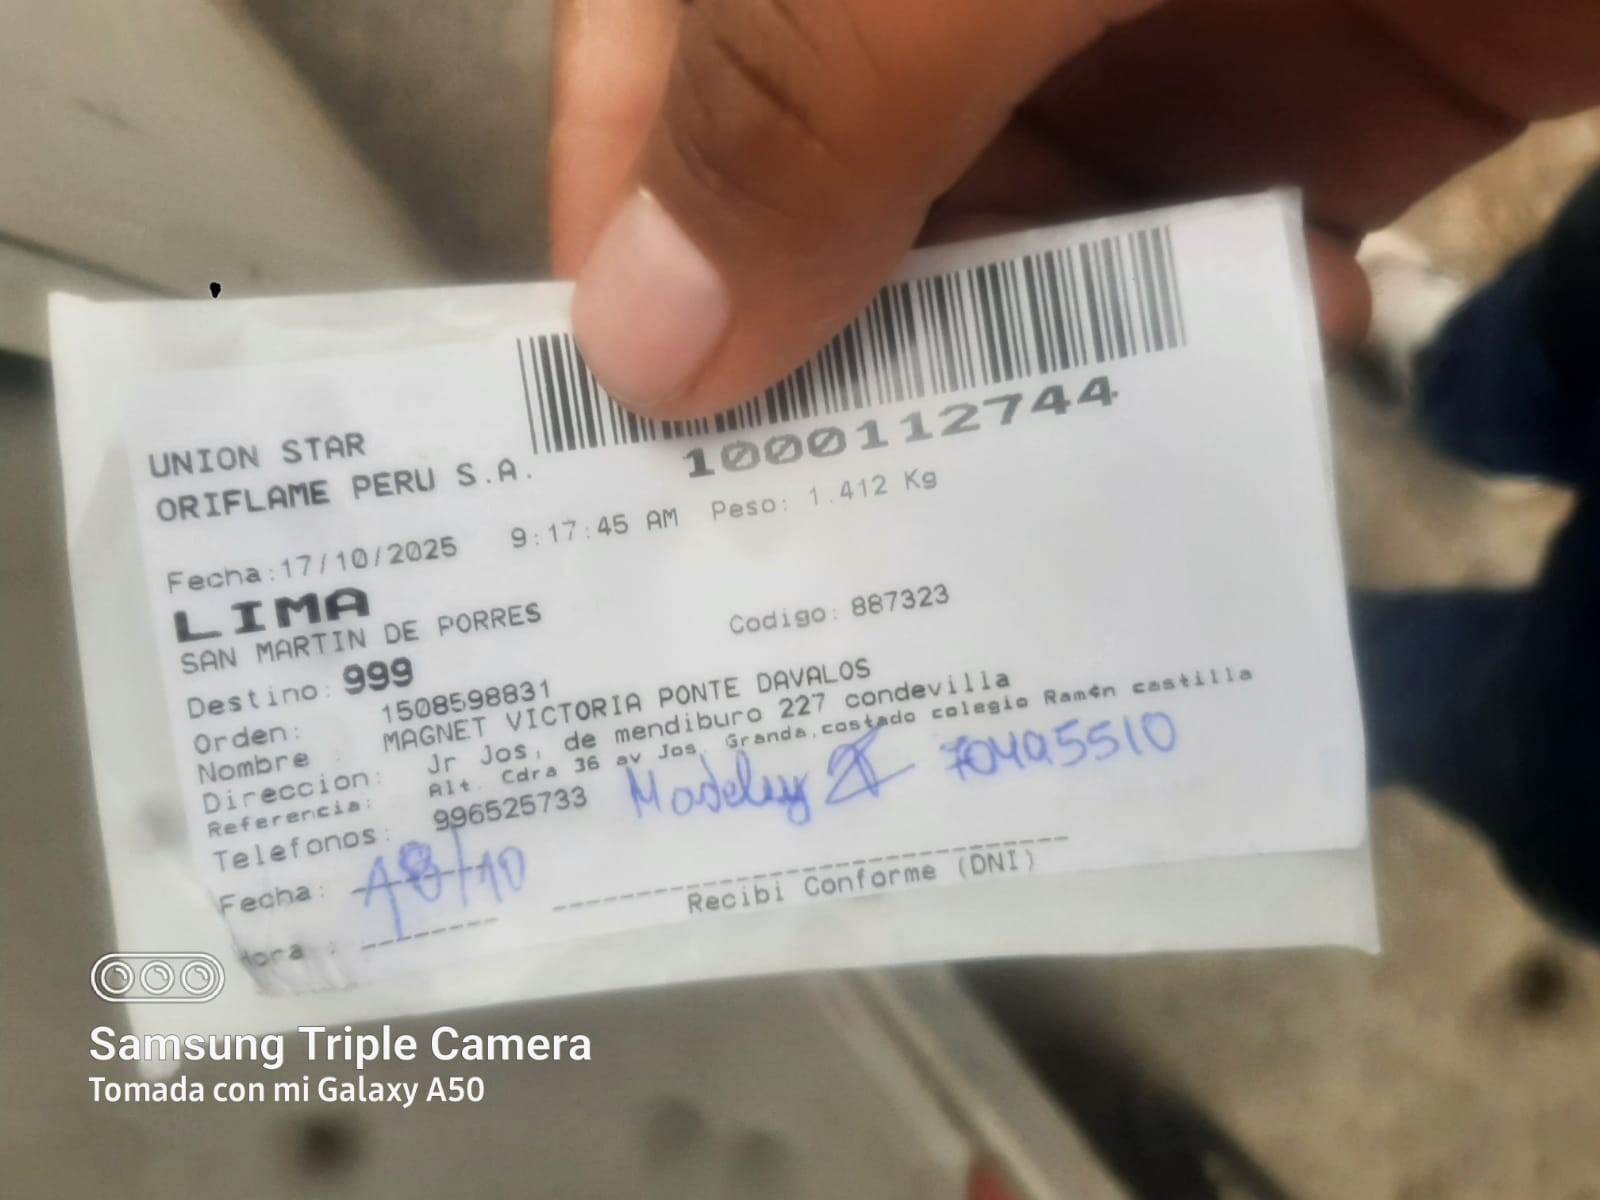 1000112744
UNION STAR
ORIFLAME PERU S.A.
Fecha:17/10/2025 9:17:45 AM Peso: 1.412 Kg
LIMA
SAN MARTIN DE PORRES Codigo: 887323
Destino: 999
Orden: 1508598831
Nombre MAGNET VICTORIA PONTE DAVALOS
Direccion: Jr Jos, de mendiburo 227 condevilla
Referencia: Alt. Cdra 36 av Jos. Granda,costado colegio Ram¢n castilla
Telefonos: 996525733
70495510
Fecha: 18/10
Hora :
Recibi Conforme (DNI)
Samsung Triple Camera
Tomada con mi Galaxy A50